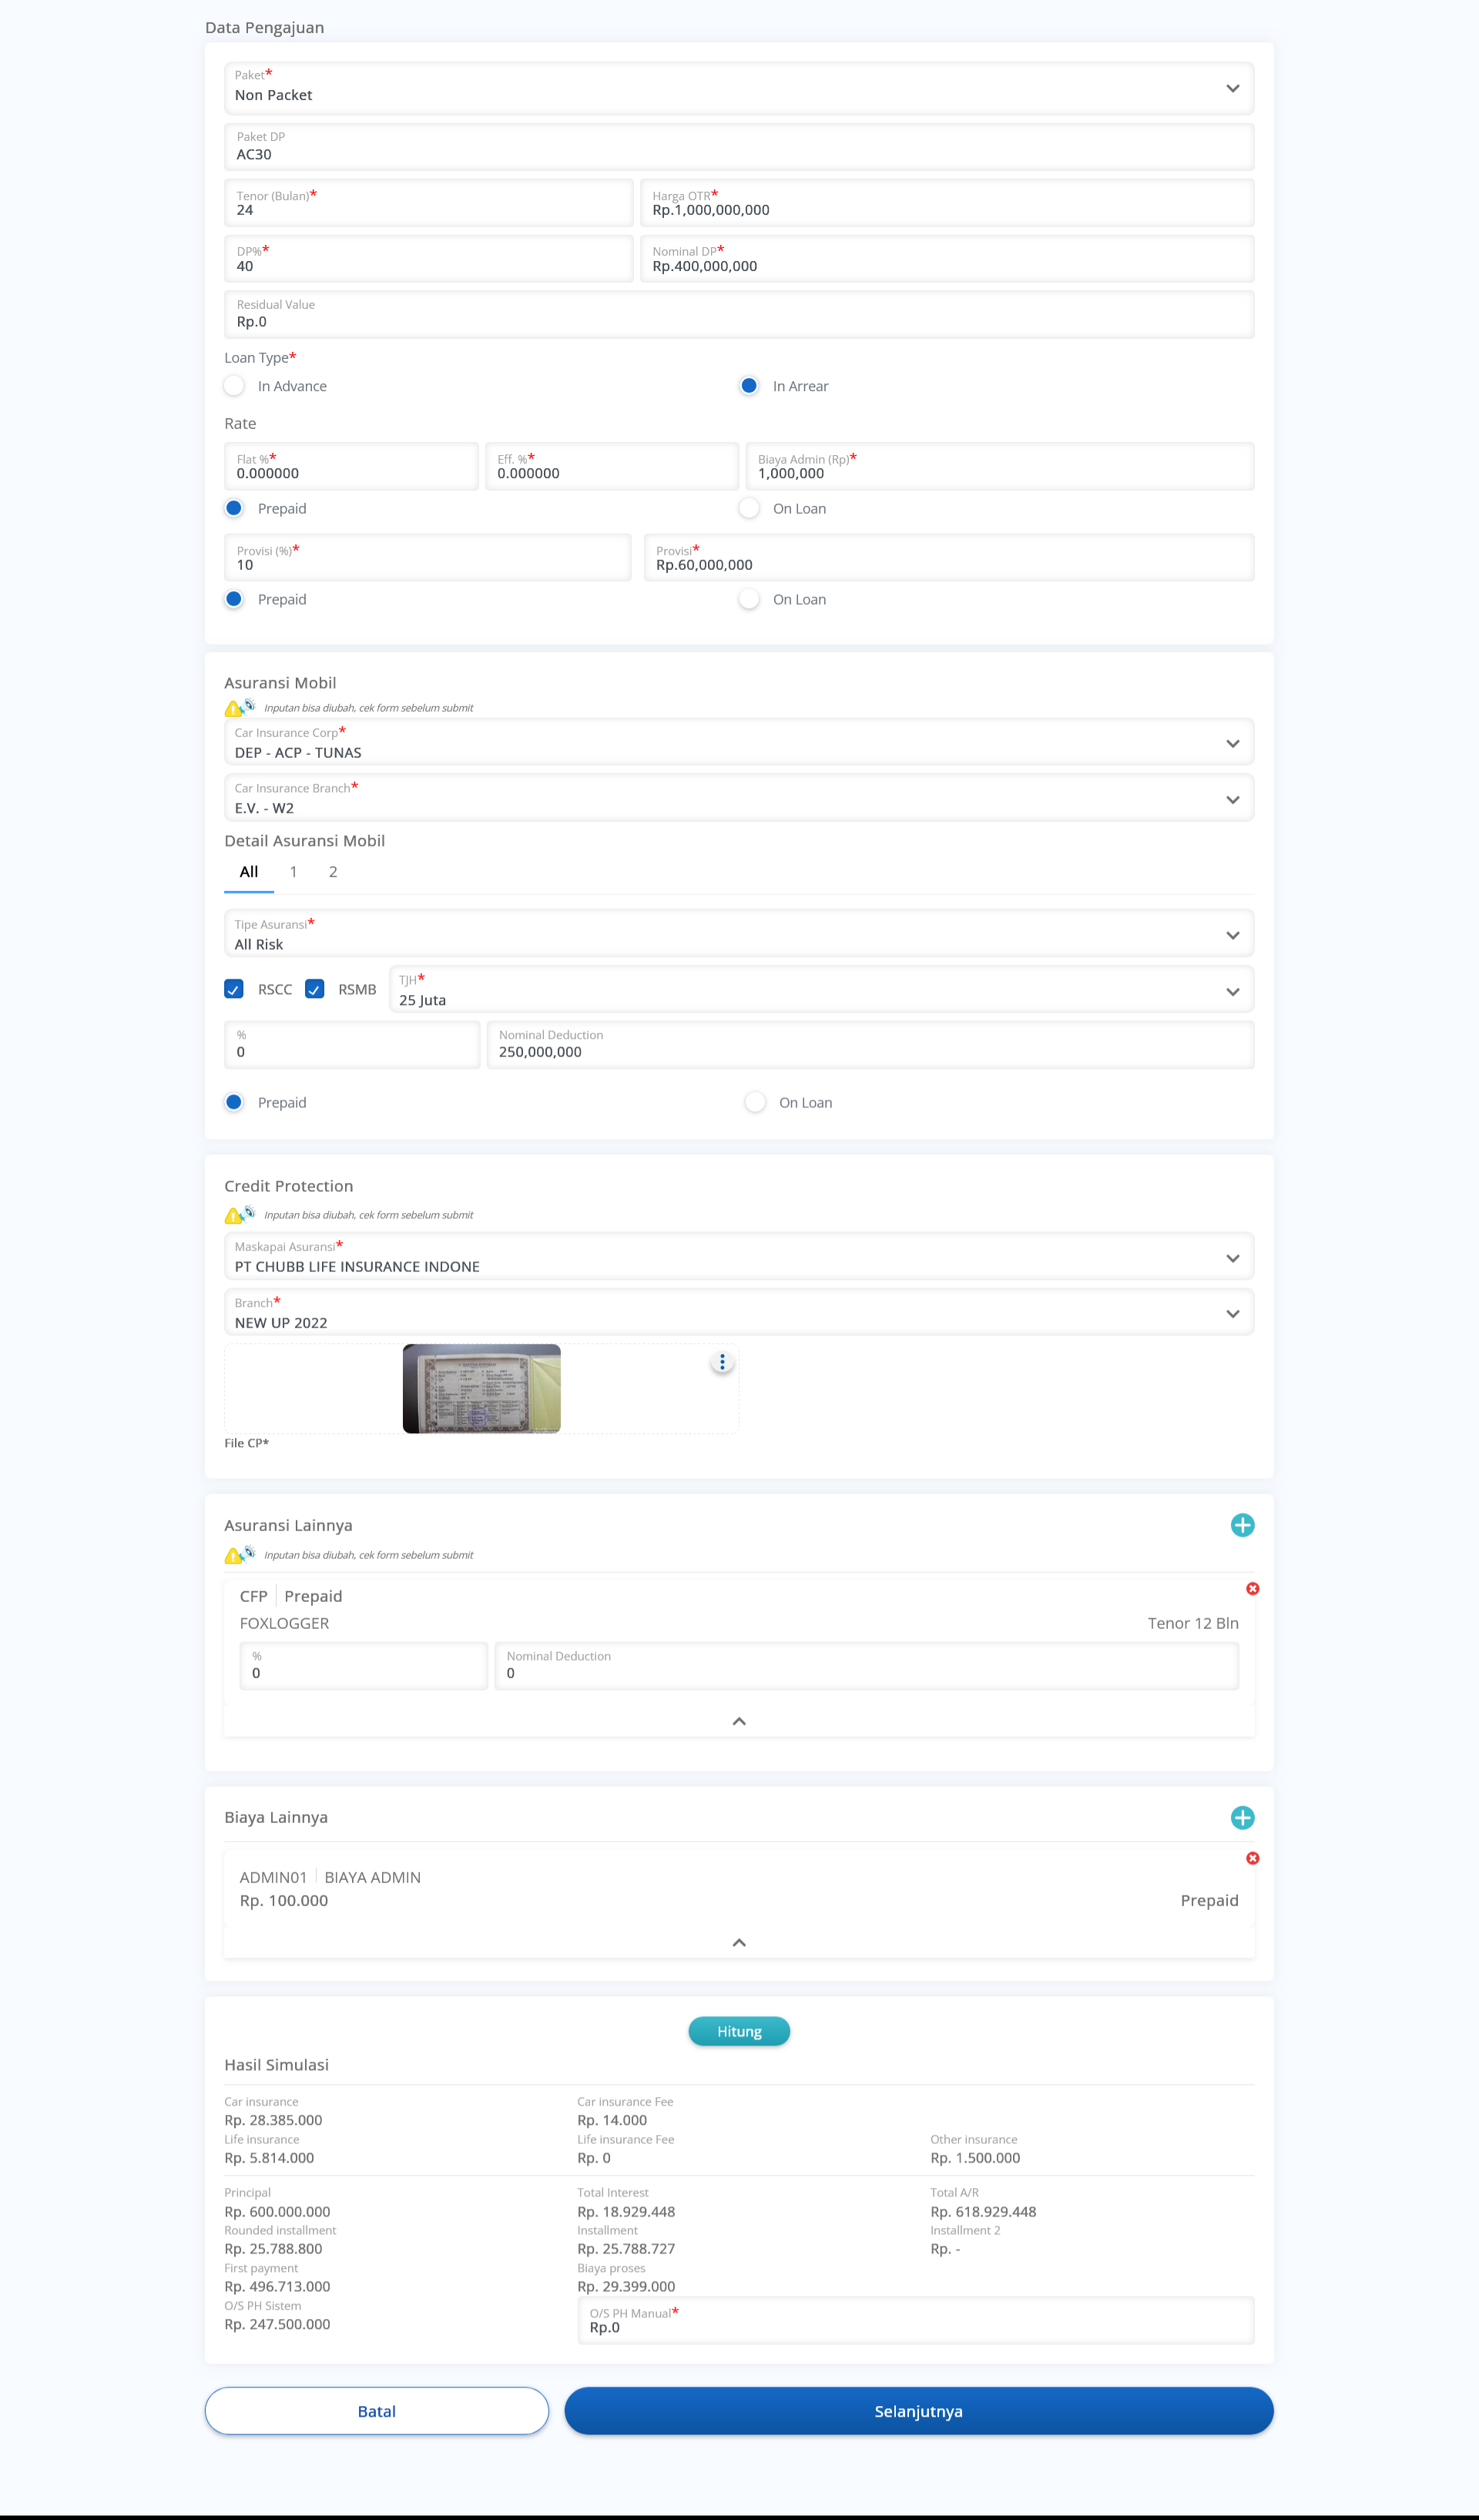 Data Pengajuan
Paket*
Non Packet
Paket DP
AC30
Tenor (Bulan)* Harga OTR*
24 Rp.1,000,000,000
DP%* Nominal DP*
40 Rp.400,000,000
Residual Value
Rp.0
Loan Type*
In Advance In Arrear
Rate
Flat %* Eff. %* Biaya Admin (Rp)*
0.000000 0.000000 1,000,000
Prepaid On Loan
Provisi (%)* Provisi*
10 Rp.60,000,000
Prepaid On Loan
Asuransi Mobil
Inputan bisa diubah, cek form sebelum submit
Car Insurance Corp*
DEP - ACP - TUNAS
Car Insurance Branch*
E.V. - W2
Detail Asuransi Mobil
All 1 2
Tipe Asuransi*
All Risk
RSCC RSMB TJH*
25 Juta
% Nominal Deduction
0 250,000,000
Prepaid On Loan
Credit Protection
Inputan bisa diubah, cek form sebelum submit
Maskapai Asuransi*
PT CHUBB LIFE INSURANCE INDONE
Branch*
NEW UP 2022
File CP*
Asuransi Lainnya
Inputan bisa diubah, cek form sebelum submit
CFP Prepaid
FOXLOGGER Tenor 12 Bln
% Nominal Deduction
0 0
Biaya Lainnya
ADMIN01 BIAYA ADMIN
Rp. 100.000 Prepaid
Hitung
Hasil Simulasi
Car insurance Car insurance Fee
Rp. 28.385.000 Rp. 14.000
Life insurance Life insurance Fee Other insurance
Rp. 5.814.000 Rp. 0 Rp. 1.500.000
Principal Total Interest Total A/R
Rp. 600.000.000 Rp. 18.929.448 Rp. 618.929.448
Rounded installment Installment Installment 2
Rp. 25.788.800 Rp. 25.788.727 Rp. -
First payment Biaya proses
Rp. 496.713.000 Rp. 29.399.000
O/S PH Sistem O/S PH Manual*
Rp. 247.500.000 Rp.0
Batal Selanjutnya